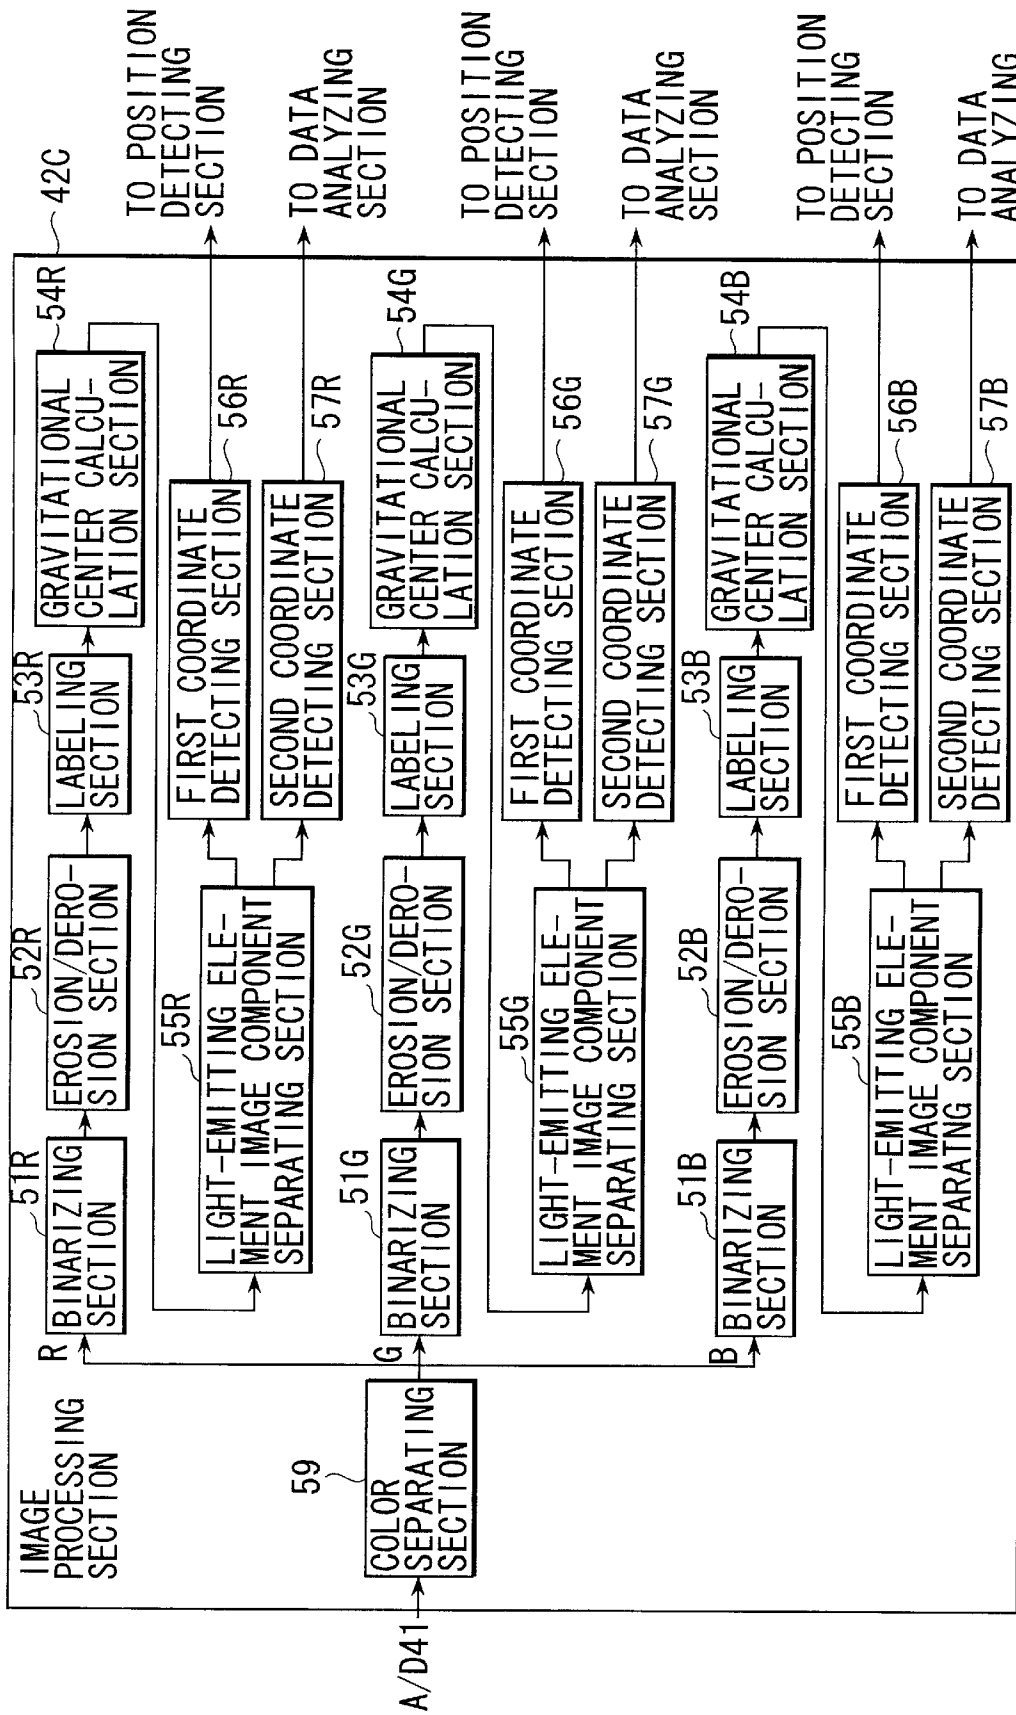 IMAGE
PROCESSING
SECTION
42C
A/D41
59
COLOR
SEPARATING
SECTION
R
51R
BINARIZING
SECTION
52R
EROSION/DERO-
SION SECTION
53R
LABELING
SECTION
54R
GRAVITATIONAL
CENTER CALCU-
LATION SECTION
55R
LIGHT-EMITTING ELE-
MENT IMAGE COMPONENT
SEPARATING SECTION
56R
FIRST COORDINATE
DETECTING SECTION
TO POSITION
DETECTING
SECTION
57R
SECOND COORDINATE
DETECTING SECTION
TO DATA
ANALYZING
SECTION
G
51G
BINARIZING
SECTION
52G
EROSION/DERO-
SION SECTION
53G
LABELING
SECTION
54G
GRAVITATIONAL
CENTER CALCU-
LATION SECTION
55G
LIGHT-EMITTING ELE-
MENT IMAGE COMPONENT
SEPARATING SECTION
56G
FIRST COORDINATE
DETECTING SECTION
TO POSITION
DETECTING
SECTION
57G
SECOND COORDINATE
DETECTING SECTION
TO DATA
ANALYZING
SECTION
B
51B
BINARIZING
SECTION
52B
EROSION/DERO-
SION SECTION
53B
LABELING
SECTION
54B
GRAVITATIONAL
CENTER CALCU-
LATION SECTION
55B
LIGHT-EMITTING ELE-
MENT IMAGE COMPONENT
SEPARATNG SECTION
56B
FIRST COORDINATE
DETECTING SECTION
TO POSITION
DETECTING
SECTION
57B
SECOND COORDINATE
DETECTING SECTION
TO DATA
ANALYZING